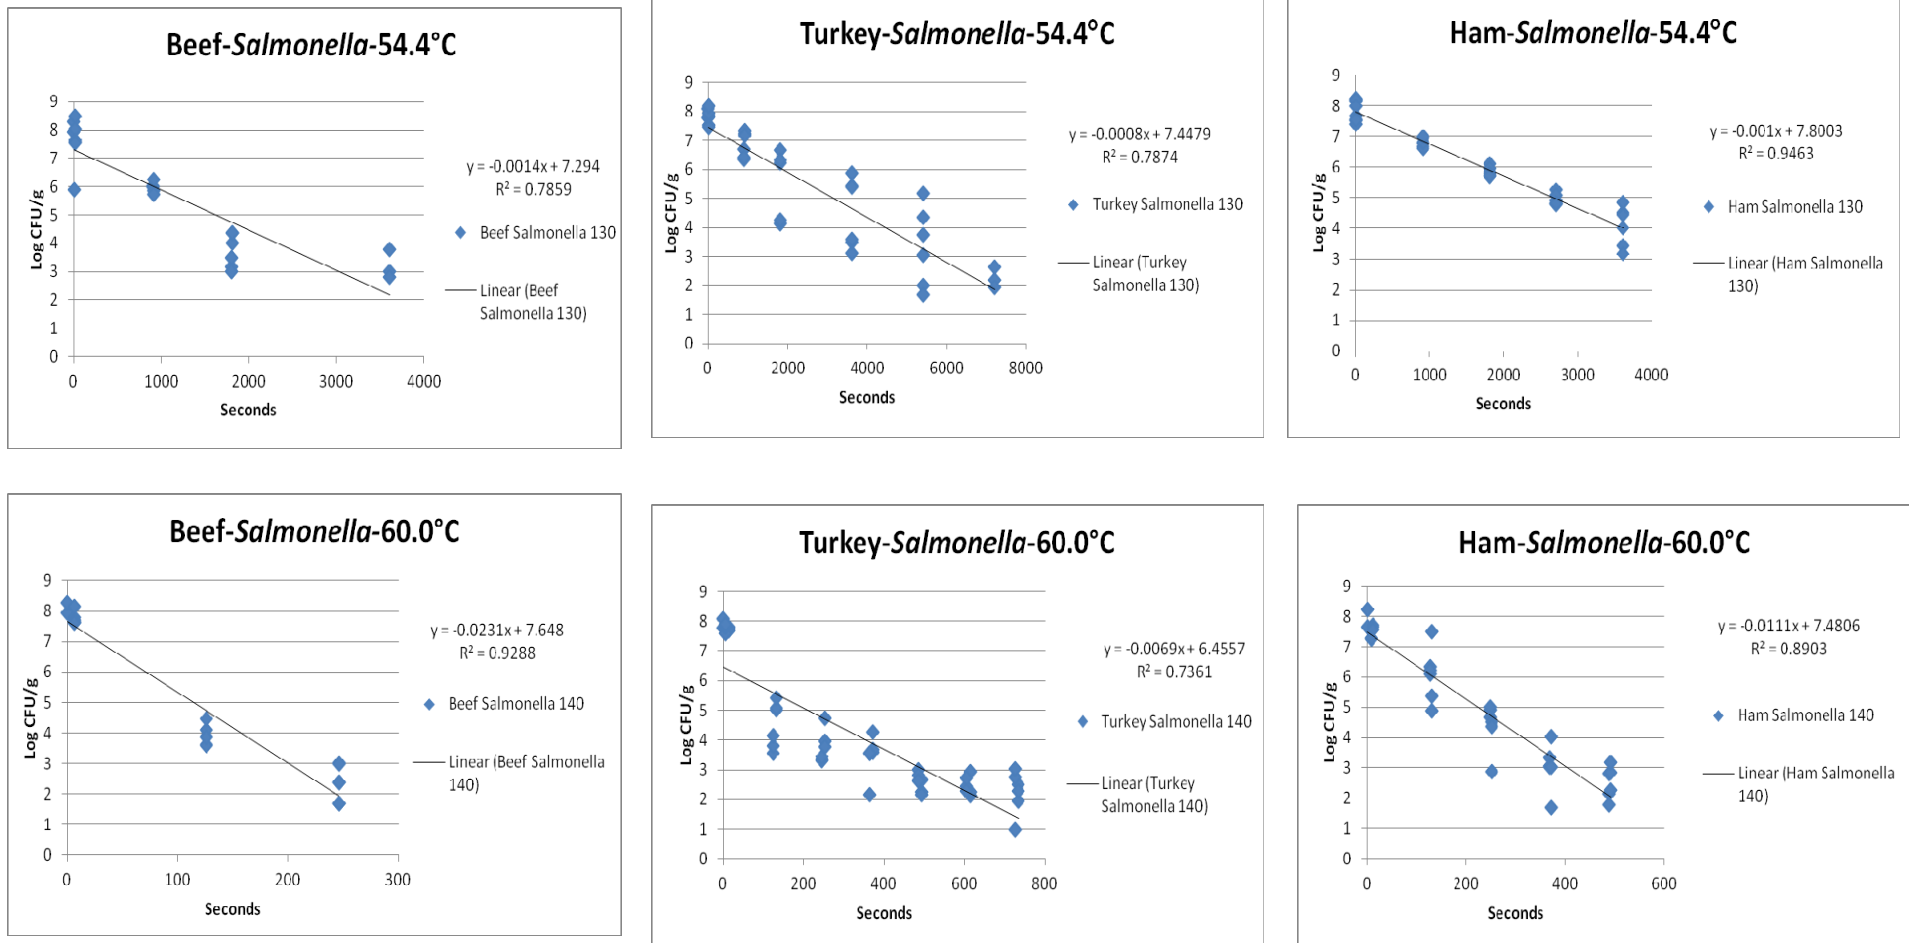 Beef-Salmonella-54.4°C
9
8
7
6
5
4
3
2
1
0
Log CFU/g
0 1000 2000 3000 4000
Seconds
y = -0.0014x + 7.294
R² = 0.7859
Beef Salmonella 130
Linear (Beef
Salmonella 130)
Turkey-Salmonella-54.4°C
9
8
7
6
5
4
3
2
1
0
Log CFU/g
0 2000 4000 6000 8000
Seconds
y = -0.0008x + 7.4479
R² = 0.7874
Turkey Salmonella 130
Linear (Turkey
Salmonella 130)
Ham-Salmonella-54.4°C
9
8
7
6
5
4
3
2
1
0
Log CFU/g
0 1000 2000 3000 4000
Seconds
y = -0.001x + 7.8003
R² = 0.9463
Ham Salmonella 130
Linear (Ham Salmonella
130)
Beef-Salmonella-60.0°C
9
8
7
6
5
4
3
2
1
0
Log CFU/g
0 100 200 300
Seconds
y = -0.0231x + 7.648
R² = 0.9288
Beef Salmonella 140
Linear (Beef Salmonella
140)
Turkey-Salmonella-60.0°C
9
8
7
6
5
4
3
2
1
0
Log CFU/g
0 200 400 600 800
Seconds
y = -0.0069x + 6.4557
R² = 0.7361
Turkey Salmonella 140
Linear (Turkey
Salmonella 140)
Ham-Salmonella-60.0°C
9
8
7
6
5
4
3
2
1
0
Log CFU/g
0 200 400 600
Seconds
y = -0.0111x + 7.4806
R² = 0.8903
Ham Salmonella 140
Linear (Ham Salmonella
140)